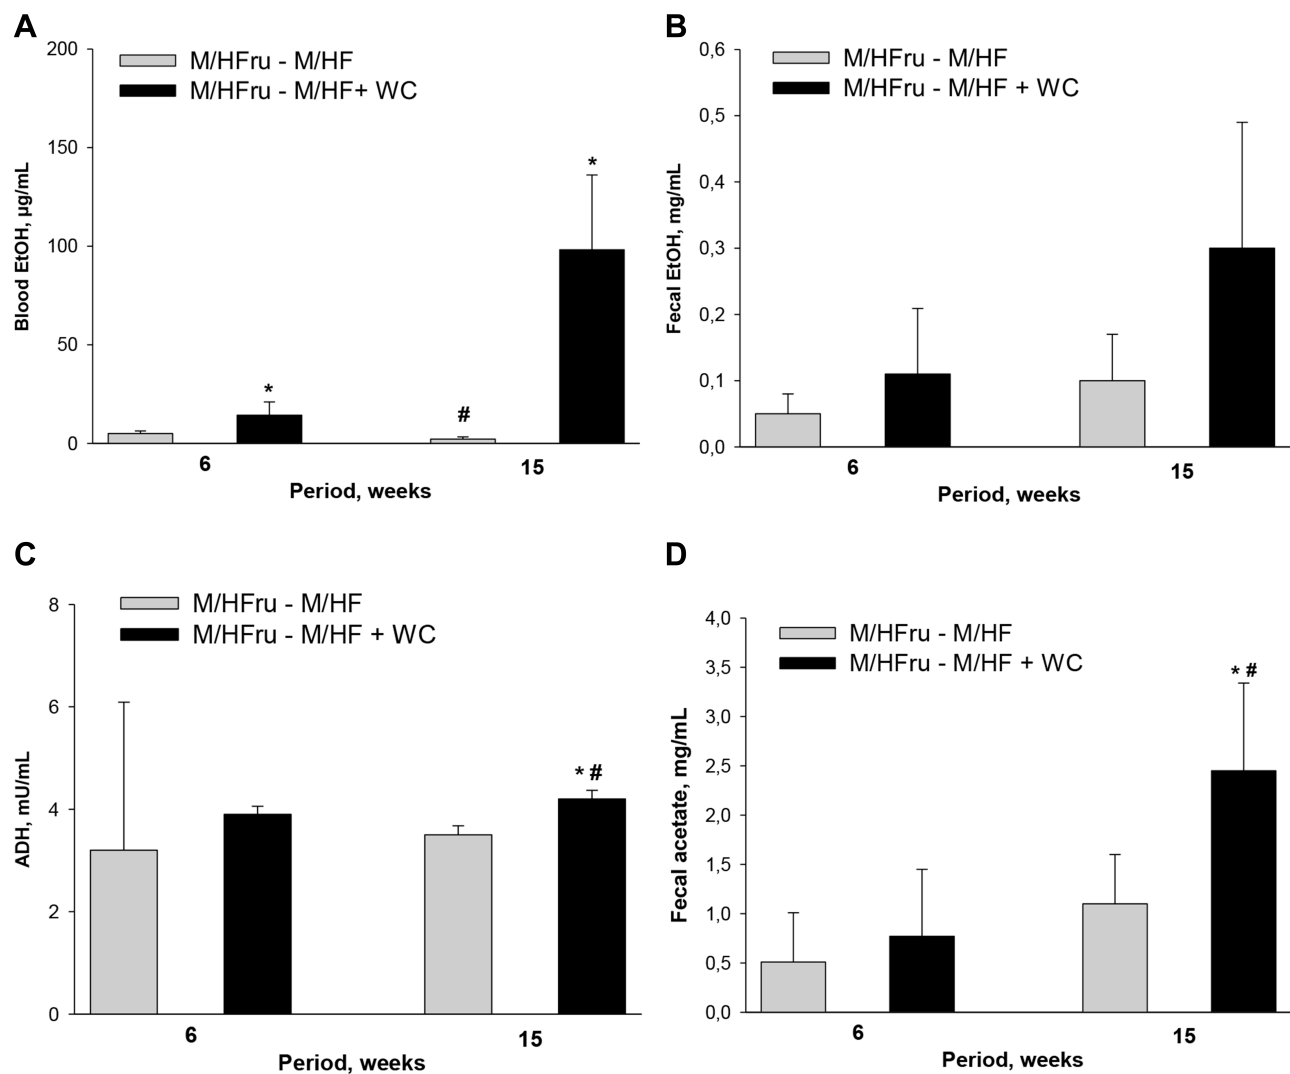 A
M/HFru - M/HF
M/HFru - M/HF+ WC
200
150
100
50
0
Blood EtOH, µg/mL
*
#
*
6
15
Period, weeks
B
M/HFru - M/HF
M/HFru - M/HF + WC
0,6
0,5
0,4
0,3
0,2
0,1
0,0
Fecal EtOH, mg/mL
6
15
Period, weeks
C
M/HFru - M/HF
M/HFru - M/HF + WC
8
6
4
2
0
ADH, mU/mL
* #
6
15
Period, weeks
D
M/HFru - M/HF
M/HFru - M/HF + WC
4,0
3,5
3,0
2,5
2,0
1,5
1,0
0,5
0,0
Fecal acetate, mg/mL
* #
6
15
Period, weeks